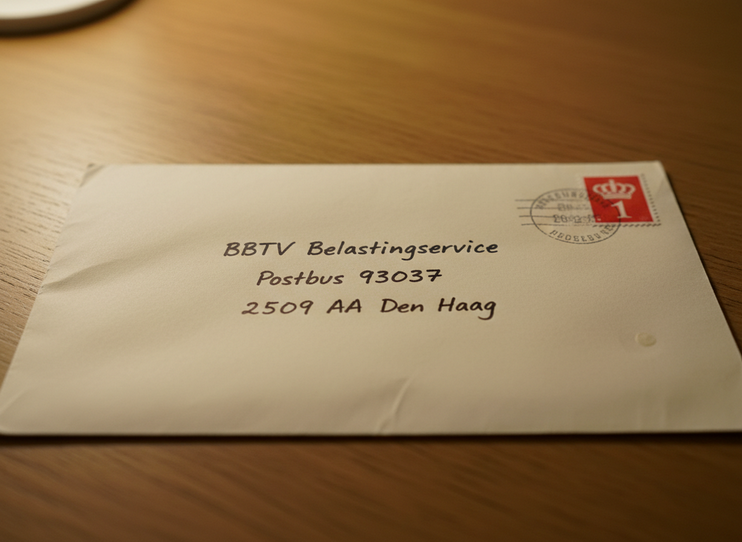 BBTV Belastingservice
Postbus 93037
2509 AA Den Haag
1